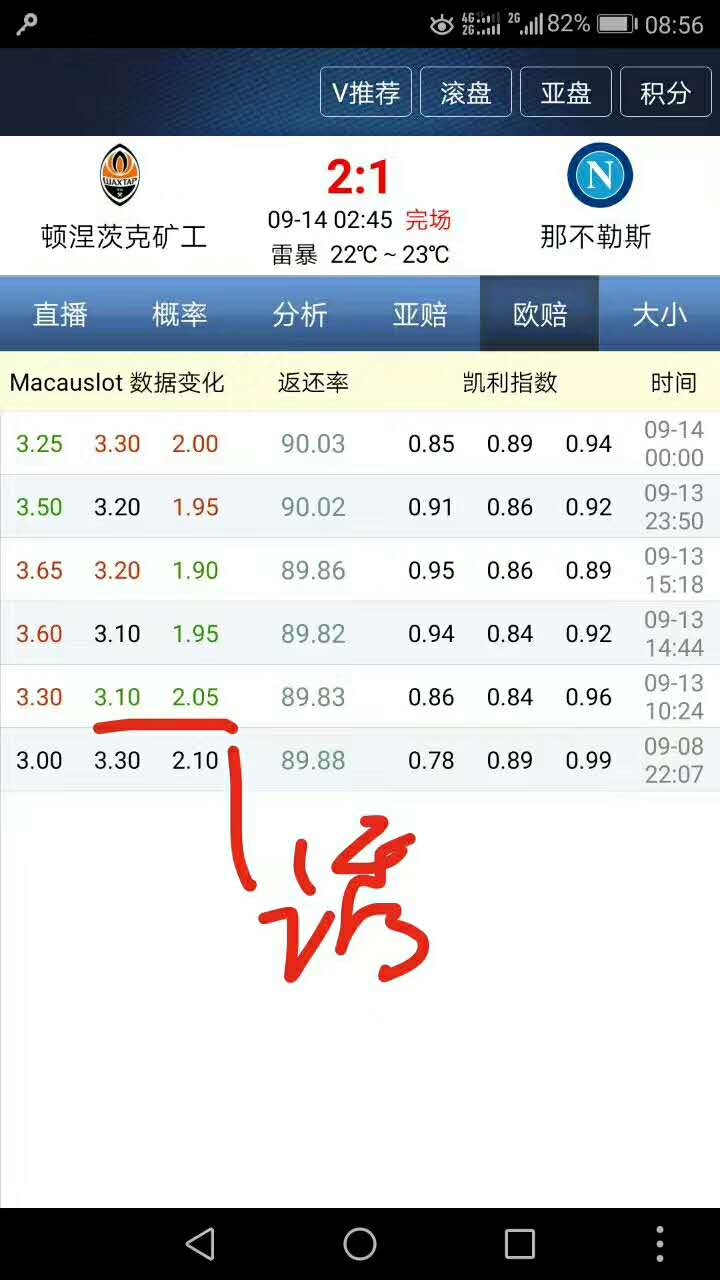 4G 2G 2G 82% 08:56
V推荐 滚盘 亚盘 积分
ШАХТАР
N
2:1
09-14 02:45 完场
雷暴 22℃ ~ 23℃
顿涅茨克矿工
那不勒斯
直播 概率 分析 亚赔 欧赔 大小
Macauslot 数据变化 返还率 凯利指数 时间
3.25 3.30 2.00 90.03 0.85 0.89 0.94 09-14
00:00
3.50 3.20 1.95 90.02 0.91 0.86 0.92 09-13
23:50
3.65 3.20 1.90 89.86 0.95 0.86 0.89 09-13
15:18
3.60 3.10 1.95 89.82 0.94 0.84 0.92 09-13
14:44
3.30 3.10 2.05 89.83 0.86 0.84 0.96 09-13
10:24
3.00 3.30 2.10 89.88 0.78 0.89 0.99 09-08
22:07
诱